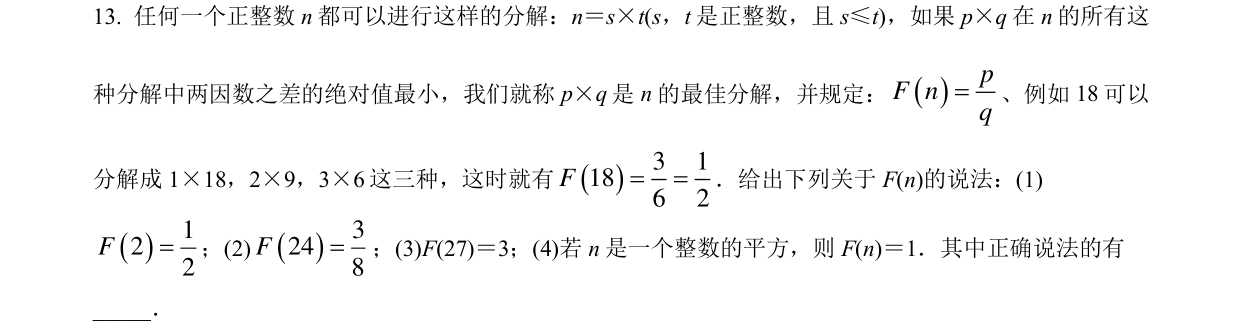 13. 任何一个正整数 n 都可以进行这样的分解：n＝s×t(s，t 是正整数，且 s≤t)，如果 p×q 在 n 的所有这
种分解中两因数之差的绝对值最小，我们就称 p×q 是 n 的最佳分解，并规定：F(n)=p/q、例如 18 可以
分解成 1×18，2×9，3×6 这三种，这时就有 F(18)=3/6=1/2．给出下列关于 F(n)的说法：(1)
F(2)=1/2；(2) F(24)=3/8；(3)F(27)＝3；(4)若 n 是一个整数的平方，则 F(n)＝1．其中正确说法的有
_____．